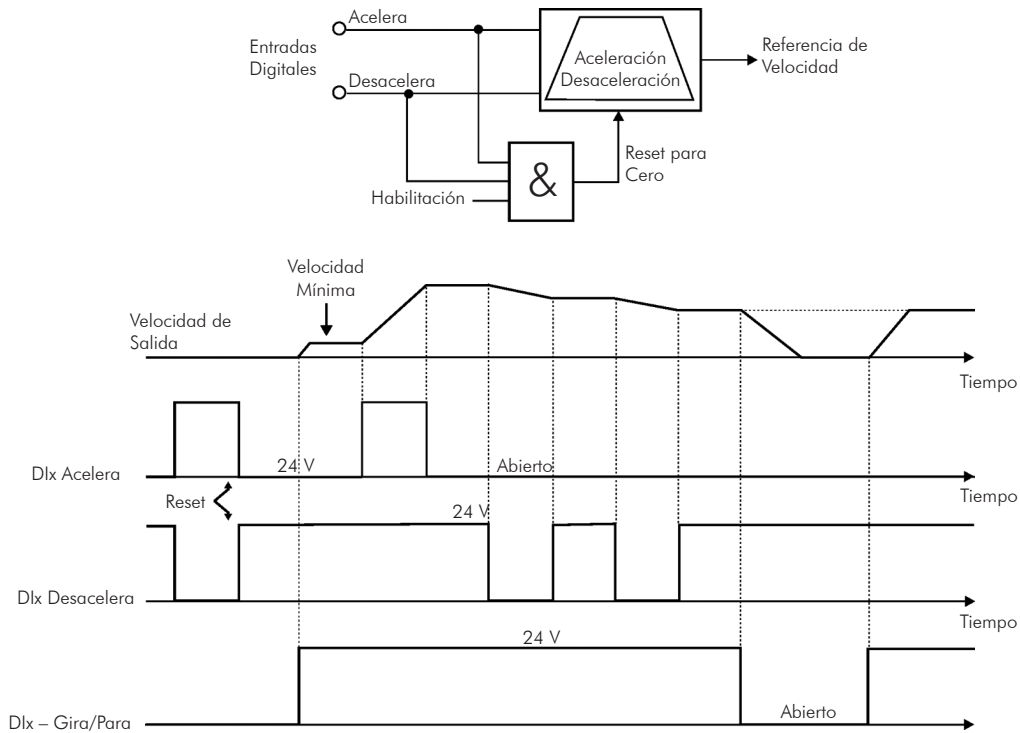 Acelera
Entradas
Digitales
Desacelera
Aceleración
Desaceleración
Referencia de
Velocidad
Reset para
Cero
&
Habilitación
Velocidad
Mínima
Velocidad de
Salida
Tiempo
24 V
Abierto
DIx Acelera
Tiempo
Reset
24 V
DIx Desacelera
Tiempo
24 V
Abierto
DIx – Gira/Para